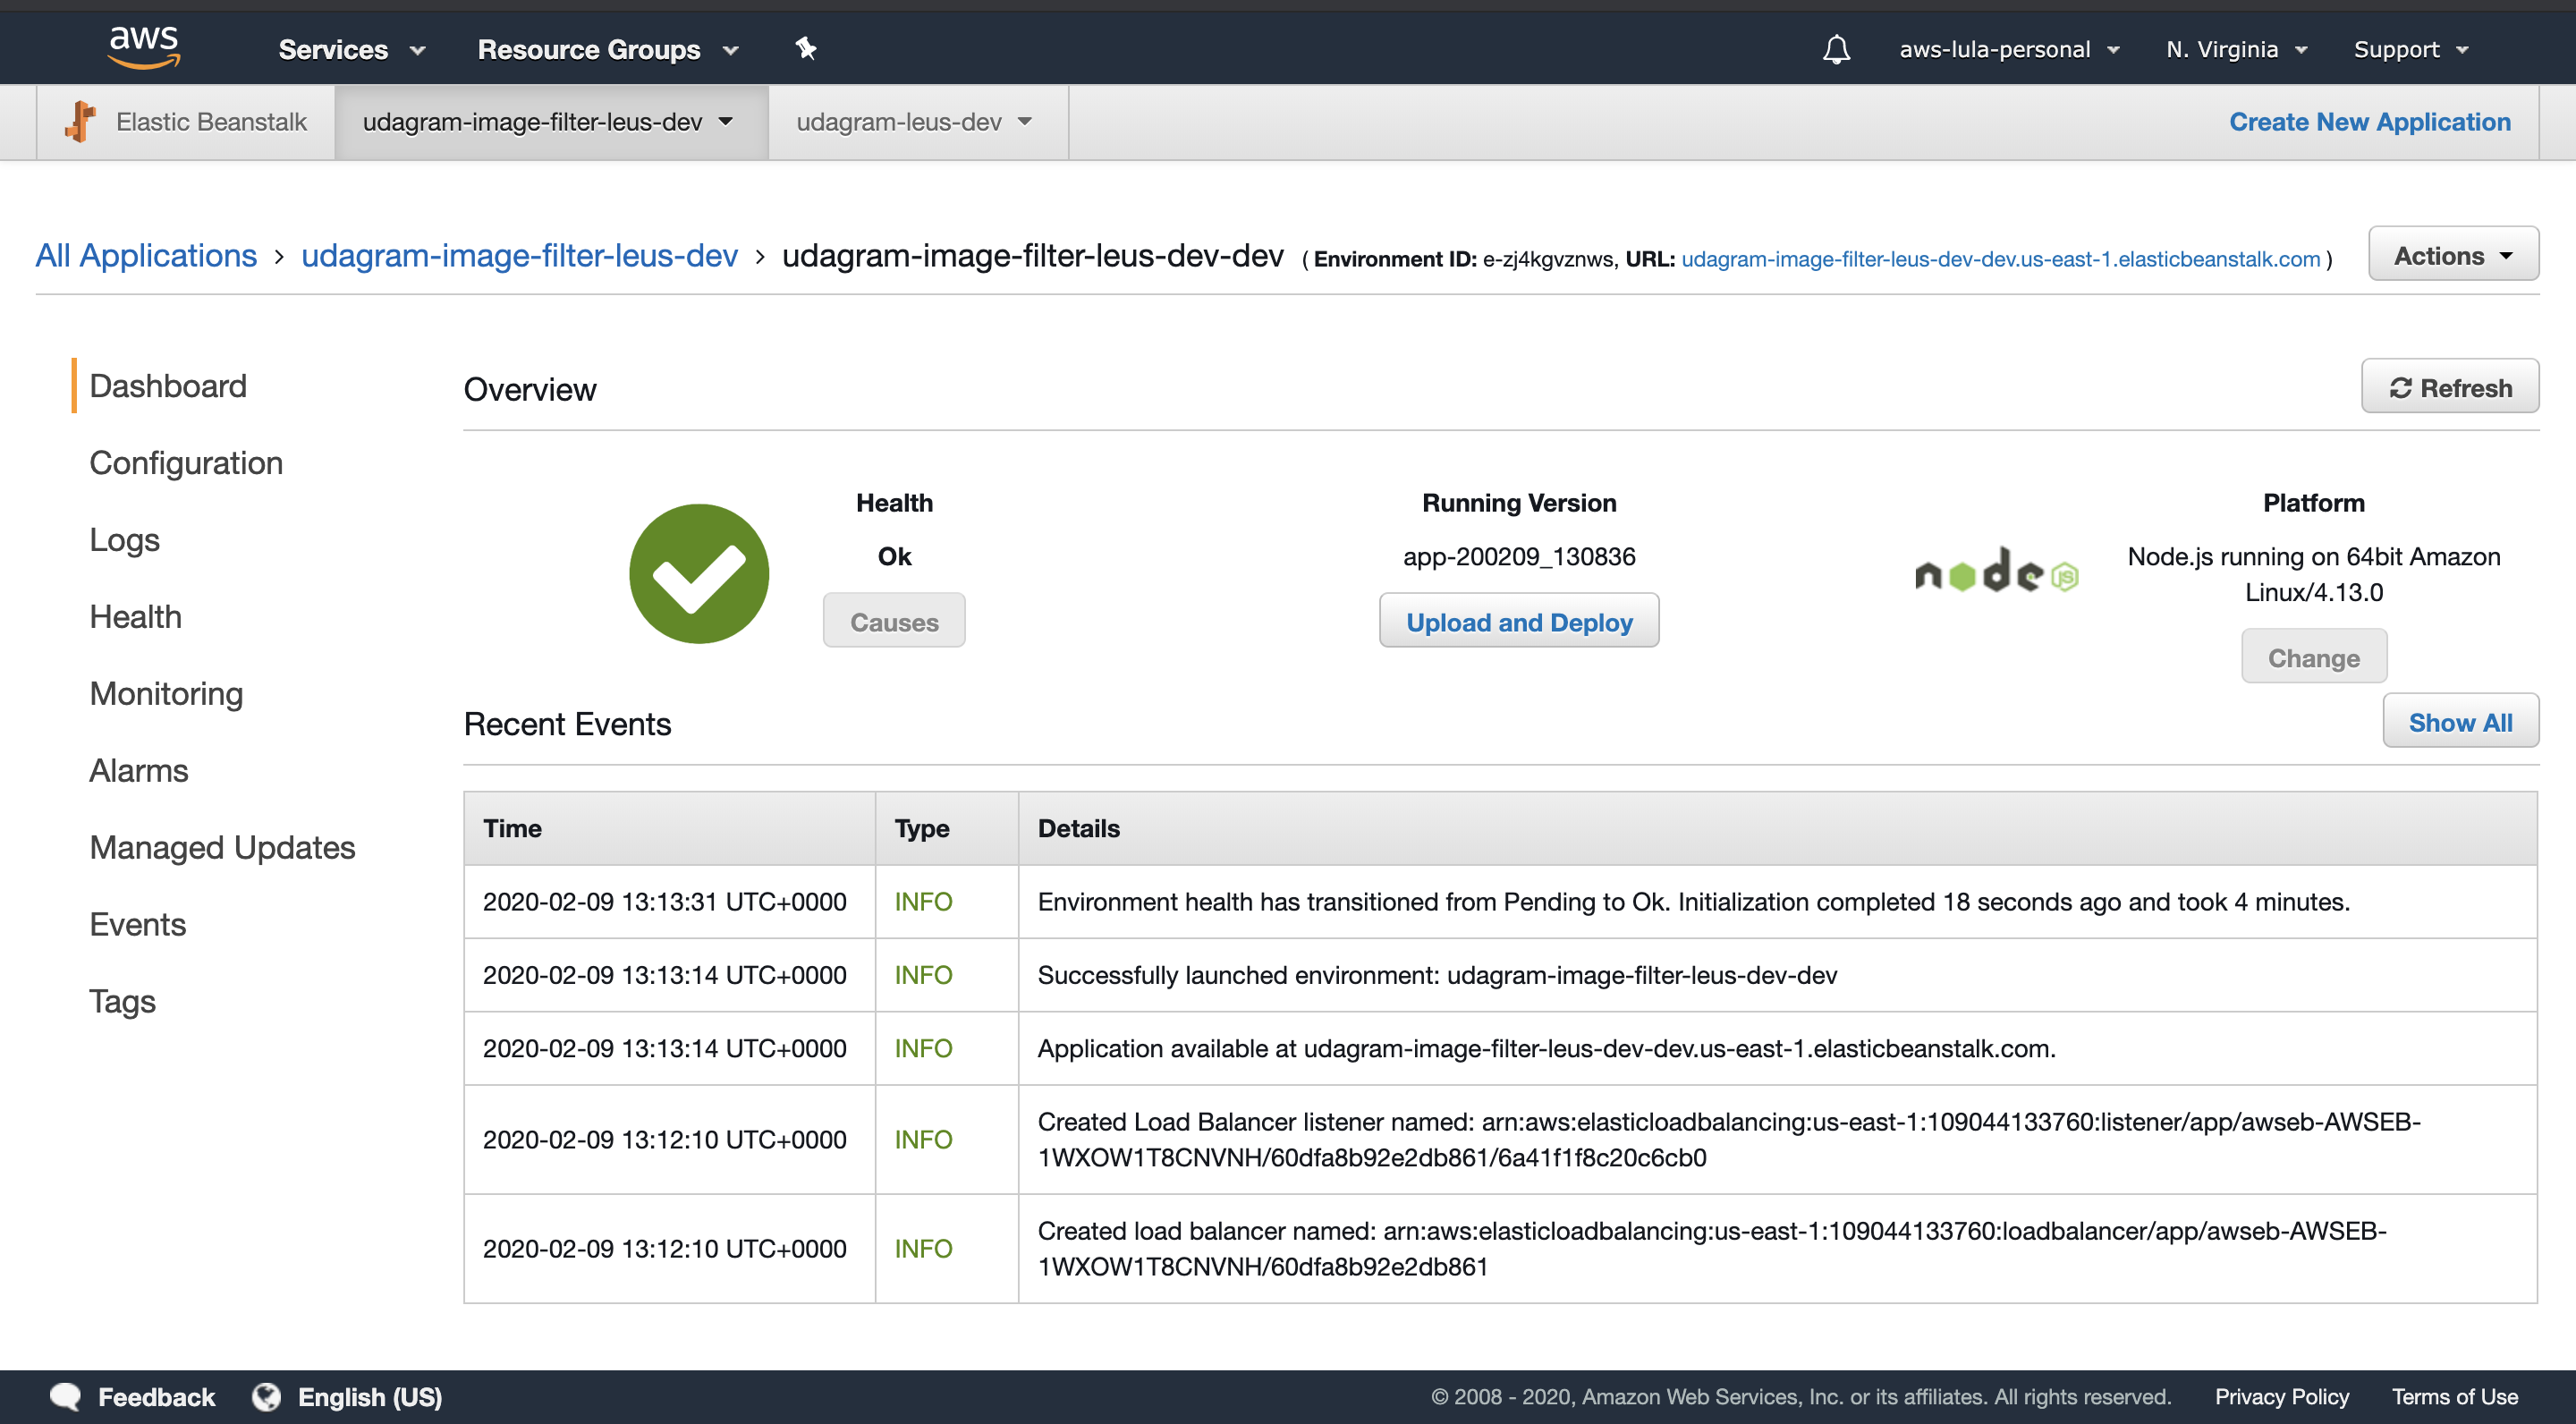 aws Services Resource Groups aws-lula-personal N. Virginia Support
Elastic Beanstalk udagram-image-filter-leus-dev udagram-leus-dev Create New Application
All Applications › udagram-image-filter-leus-dev › udagram-image-filter-leus-dev-dev ( Environment ID: e-zj4kgvznws, URL: udagram-image-filter-leus-dev-dev.us-east-1.elasticbeanstalk.com ) Actions
Dashboard
Configuration
Logs
Health
Monitoring
Alarms
Managed Updates
Events
Tags
Overview Refresh
Health
Ok
Causes
Running Version
app-200209_130836
Upload and Deploy
node JS
Platform
Node.js running on 64bit Amazon
Linux/4.13.0
Change
Recent Events Show All
Time Type Details
2020-02-09 13:13:31 UTC+0000 INFO Environment health has transitioned from Pending to Ok. Initialization completed 18 seconds ago and took 4 minutes.
2020-02-09 13:13:14 UTC+0000 INFO Successfully launched environment: udagram-image-filter-leus-dev-dev
2020-02-09 13:13:14 UTC+0000 INFO Application available at udagram-image-filter-leus-dev-dev.us-east-1.elasticbeanstalk.com.
2020-02-09 13:12:10 UTC+0000 INFO Created Load Balancer listener named: arn:aws:elasticloadbalancing:us-east-1:109044133760:listener/app/awseb-AWSEB-
1WXOW1T8CNVNH/60dfa8b92e2db861/6a41f1f8c20c6cb0
2020-02-09 13:12:10 UTC+0000 INFO Created load balancer named: arn:aws:elasticloadbalancing:us-east-1:109044133760:loadbalancer/app/awseb-AWSEB-
1WXOW1T8CNVNH/60dfa8b92e2db861
Feedback English (US) © 2008 - 2020, Amazon Web Services, Inc. or its affiliates. All rights reserved. Privacy Policy Terms of Use